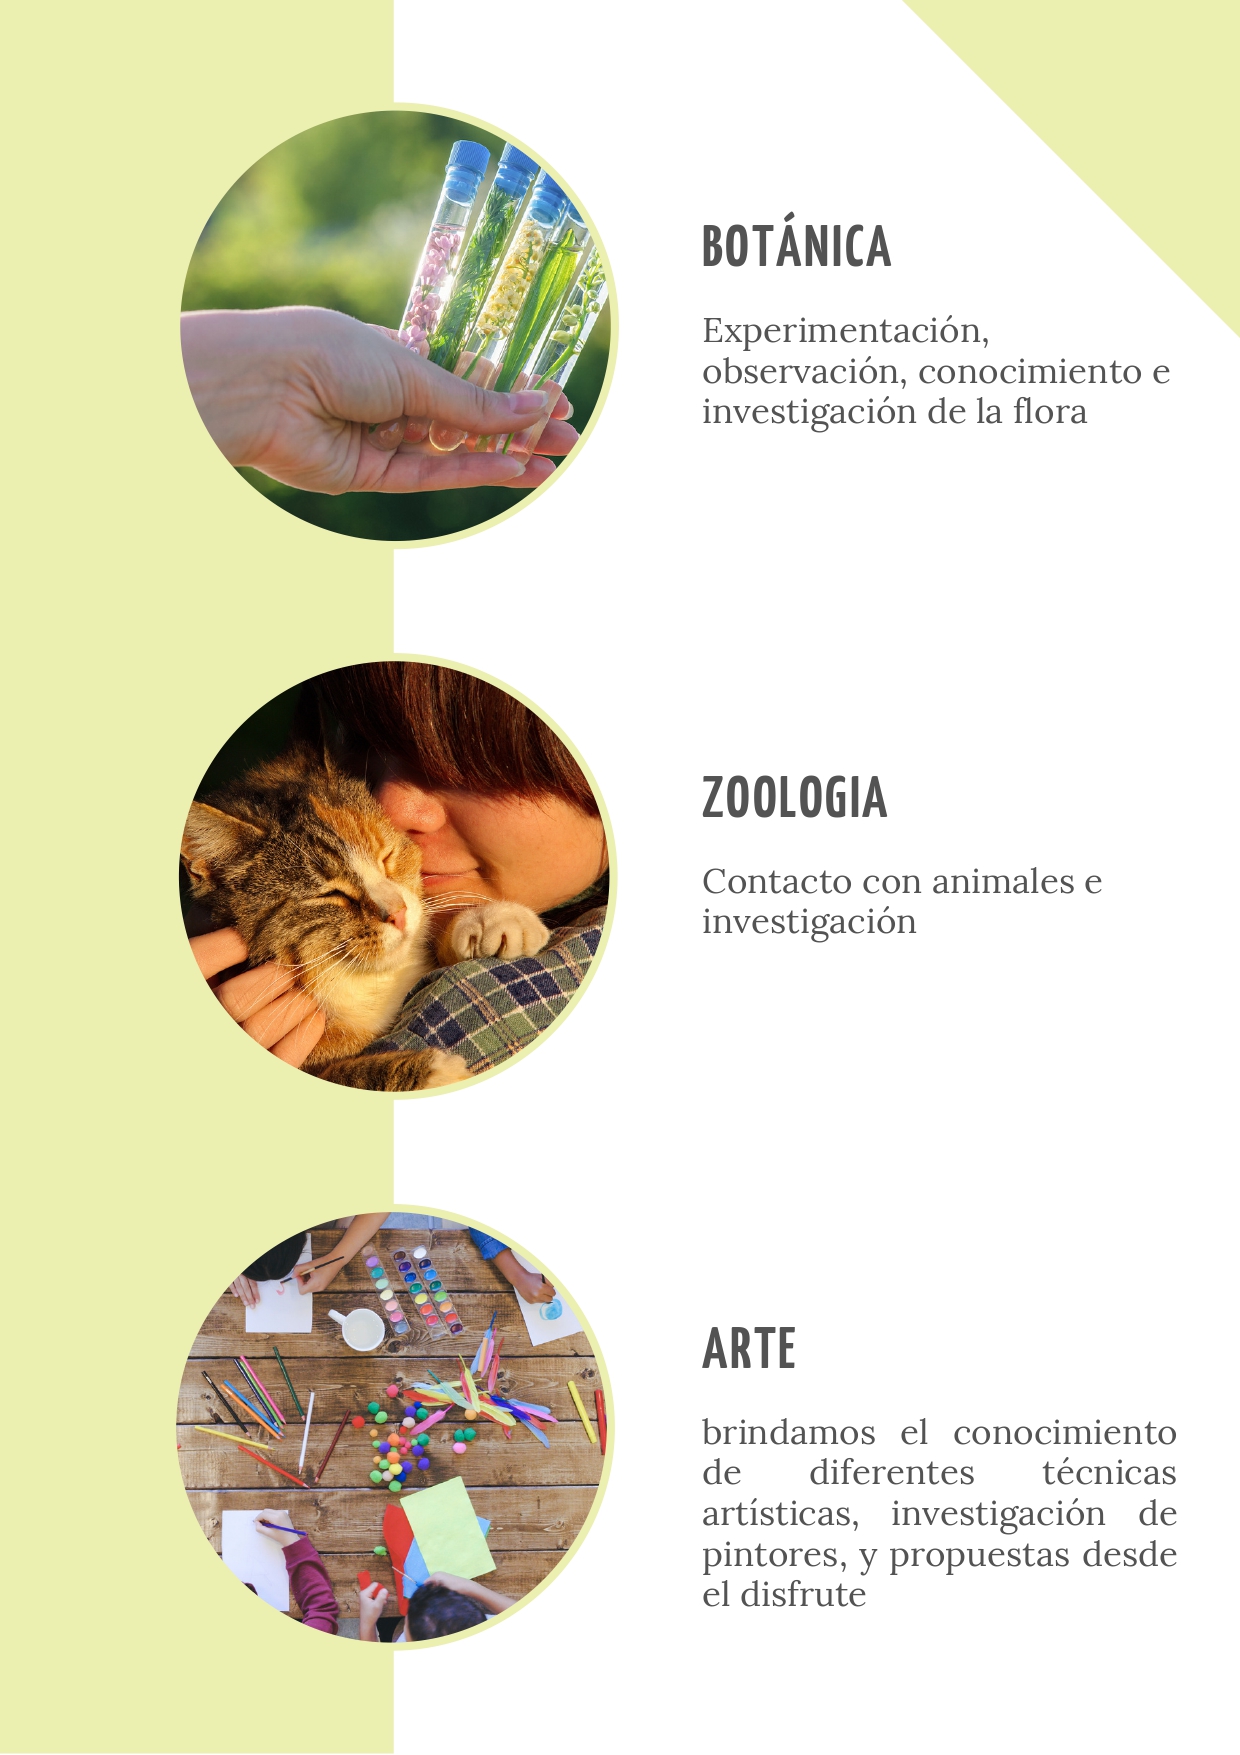 BOTÁNICA
Experimentación,
observación, conocimiento e
investigación de la flora
ZOOLOGIA
Contacto con animales e
investigación
ARTE
brindamos el conocimiento
de diferentes técnicas
artísticas, investigación de
pintores, y propuestas desde
el disfrute